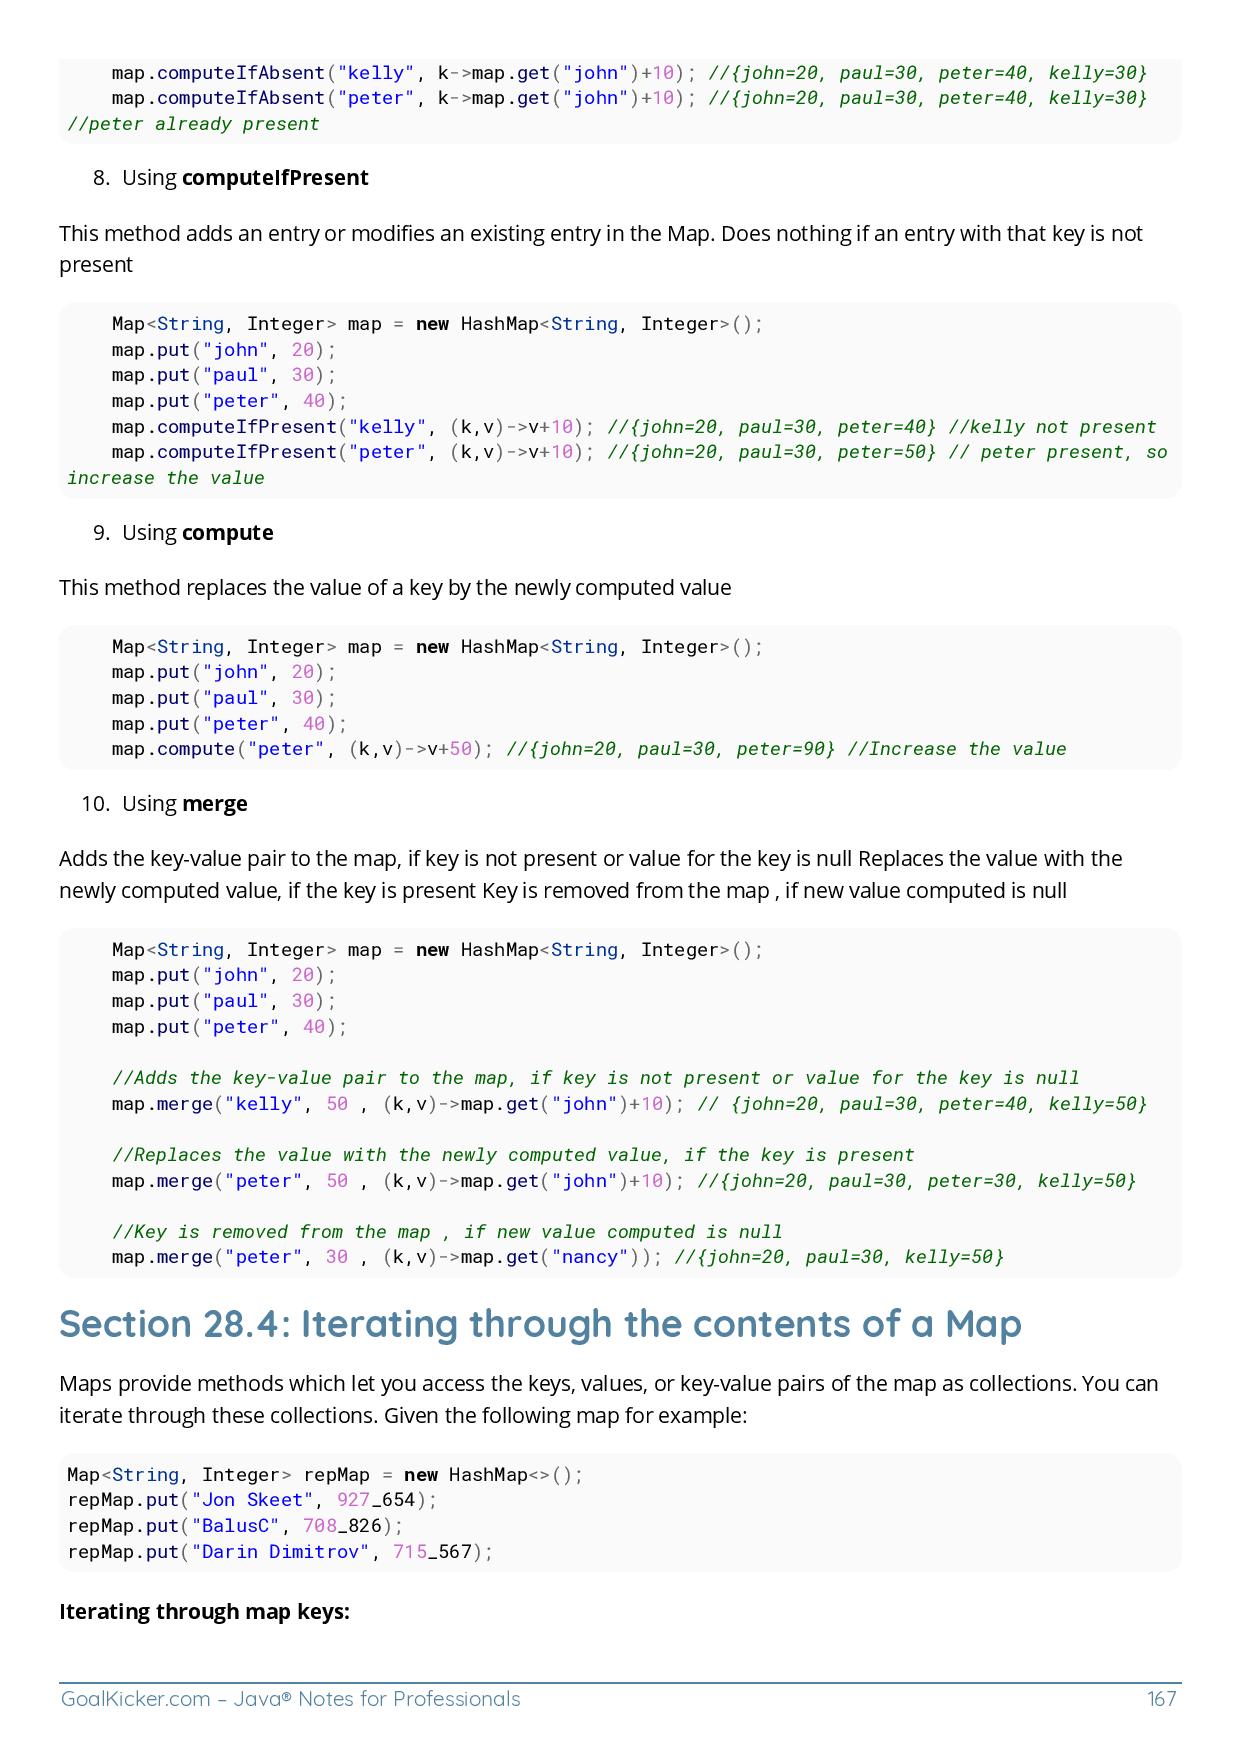 map.computeIfAbsent("kelly", k->map.get("john")+10); //{john=20, paul=30, peter=40, kelly=30}
    map.computeIfAbsent("peter", k->map.get("john")+10); //{john=20, paul=30, peter=40, kelly=30}
//peter already present
8. Using computeIfPresent
This method adds an entry or modifies an existing entry in the Map. Does nothing if an entry with that key is not
present
    Map<String, Integer> map = new HashMap<String, Integer>();
    map.put("john", 20);
    map.put("paul", 30);
    map.put("peter", 40);
    map.computeIfPresent("kelly", (k,v)->v+10); //{john=20, paul=30, peter=40} //kelly not present
    map.computeIfPresent("peter", (k,v)->v+10); //{john=20, paul=30, peter=50} // peter present, so
increase the value
9. Using compute
This method replaces the value of a key by the newly computed value
    Map<String, Integer> map = new HashMap<String, Integer>();
    map.put("john", 20);
    map.put("paul", 30);
    map.put("peter", 40);
    map.compute("peter", (k,v)->v+50); //{john=20, paul=30, peter=90} //Increase the value
10. Using merge
Adds the key-value pair to the map, if key is not present or value for the key is null Replaces the value with the
newly computed value, if the key is present Key is removed from the map , if new value computed is null
    Map<String, Integer> map = new HashMap<String, Integer>();
    map.put("john", 20);
    map.put("paul", 30);
    map.put("peter", 40);
    //Adds the key-value pair to the map, if key is not present or value for the key is null
    map.merge("kelly", 50 , (k,v)->map.get("john")+10); // {john=20, paul=30, peter=40, kelly=50}
    //Replaces the value with the newly computed value, if the key is present
    map.merge("peter", 50 , (k,v)->map.get("john")+10); //{john=20, paul=30, peter=30, kelly=50}
    //Key is removed from the map , if new value computed is null
    map.merge("peter", 30 , (k,v)->map.get("nancy")); //{john=20, paul=30, kelly=50}
Section 28.4: Iterating through the contents of a Map
Maps provide methods which let you access the keys, values, or key-value pairs of the map as collections. You can
iterate through these collections. Given the following map for example:
Map<String, Integer> repMap = new HashMap<>();
repMap.put("Jon Skeet", 927_654);
repMap.put("BalusC", 708_826);
repMap.put("Darin Dimitrov", 715_567);
Iterating through map keys:
GoalKicker.com – Java® Notes for Professionals 167